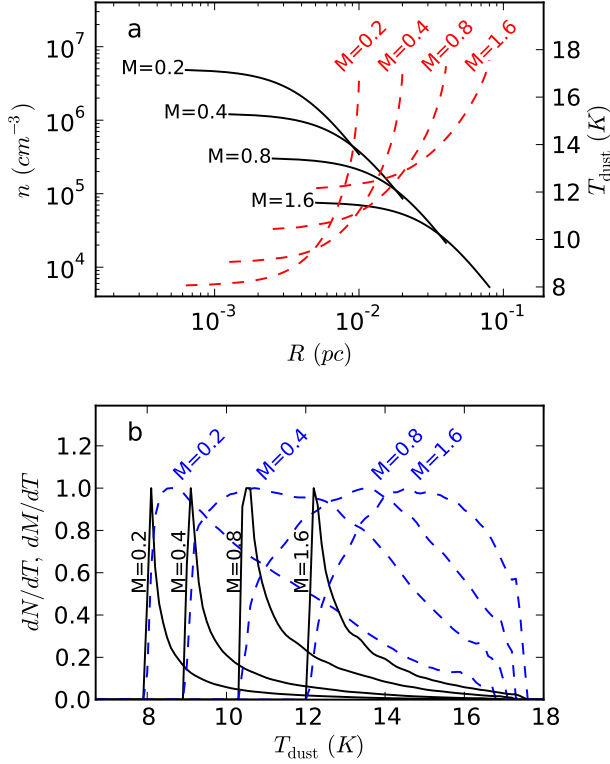 a
M=0.2
M=0.4
M=0.8
M=1.6
M=0.2
M=0.4
M=0.8
M=1.6
10^7
10^6
10^5
10^4
n (cm^−3)
18
16
14
12
10
8
T_dust (K)
10^−3
10^−2
10^−1
R (pc)
b
M=0.2
M=0.4
M=0.8
M=1.6
M=0.2
M=0.4
M=0.8
M=1.6
1.2
1.0
0.8
0.6
0.4
0.2
0.0
dN/dT, dM/dT
8
10
12
14
16
18
T_dust (K)